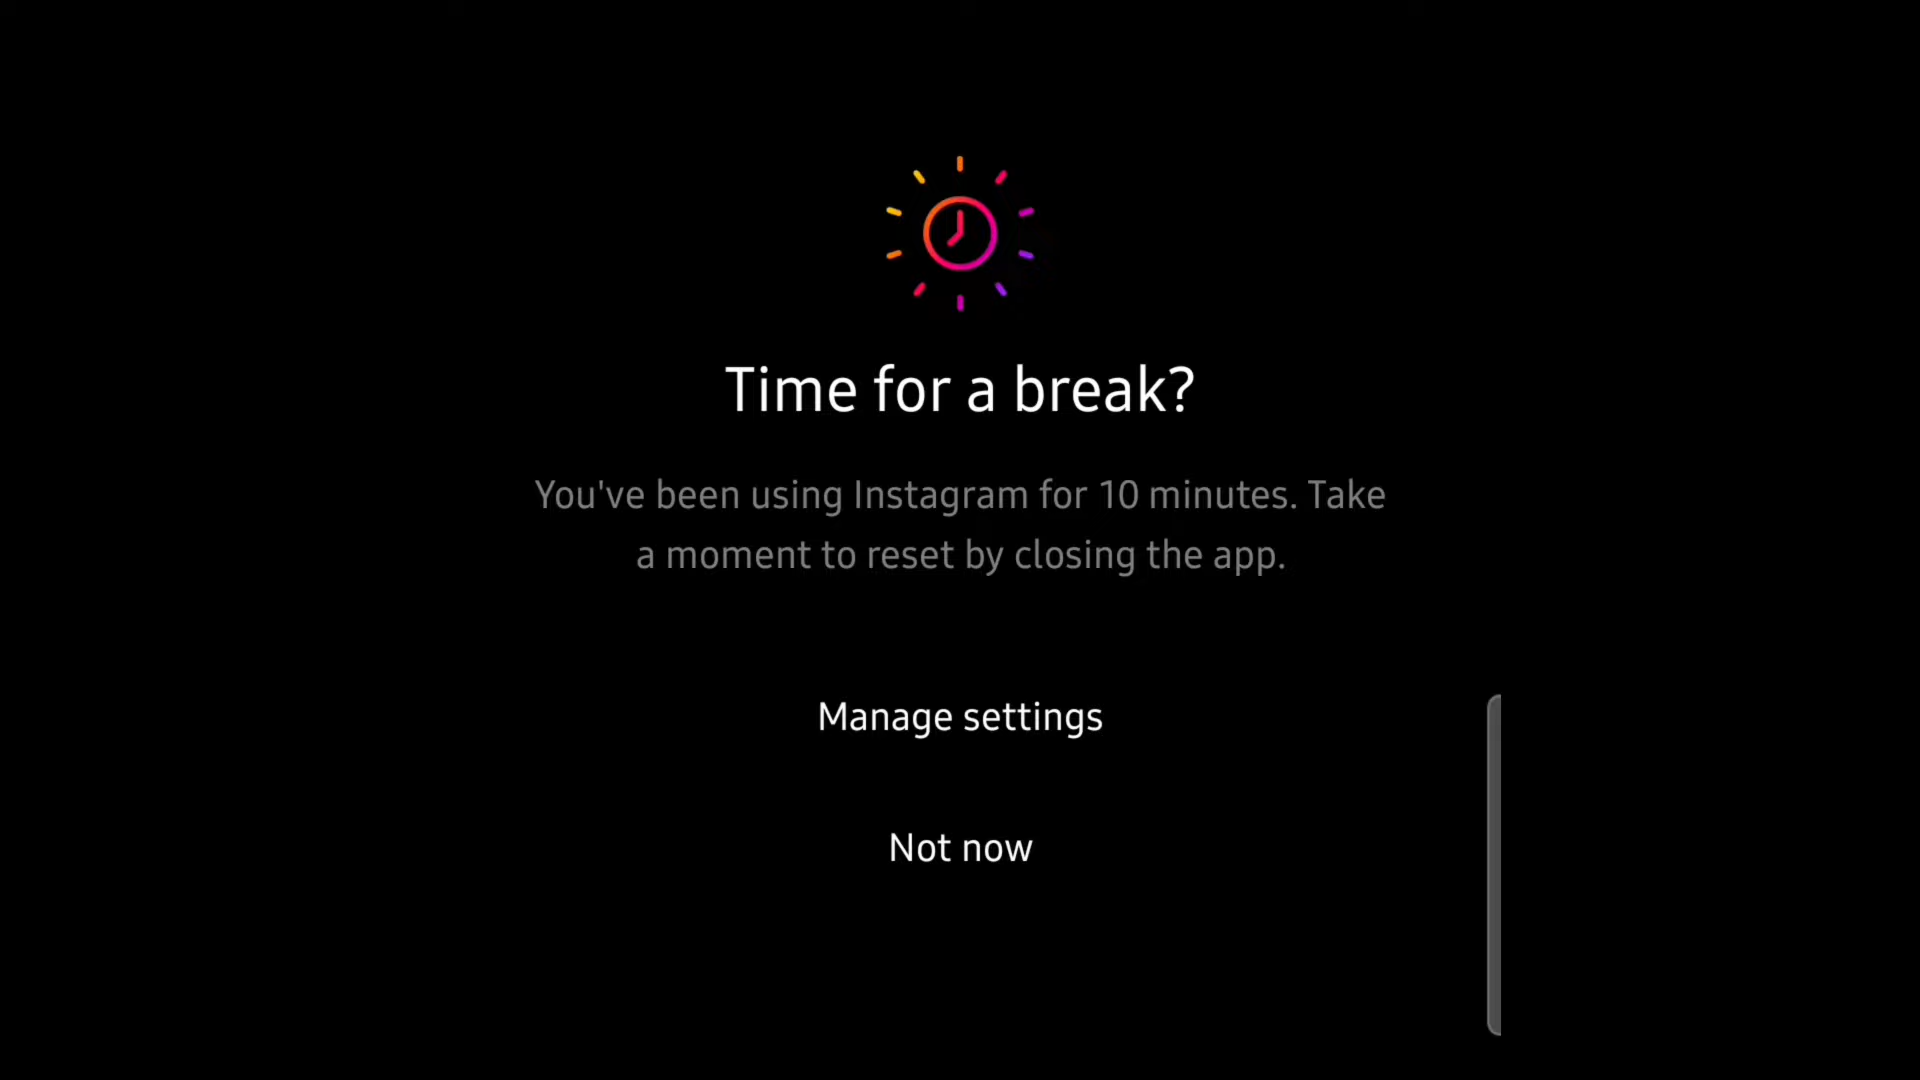 Time for a break?
You've been using Instagram for 10 minutes. Take
a moment to reset by closing the app.
Manage settings
Not now